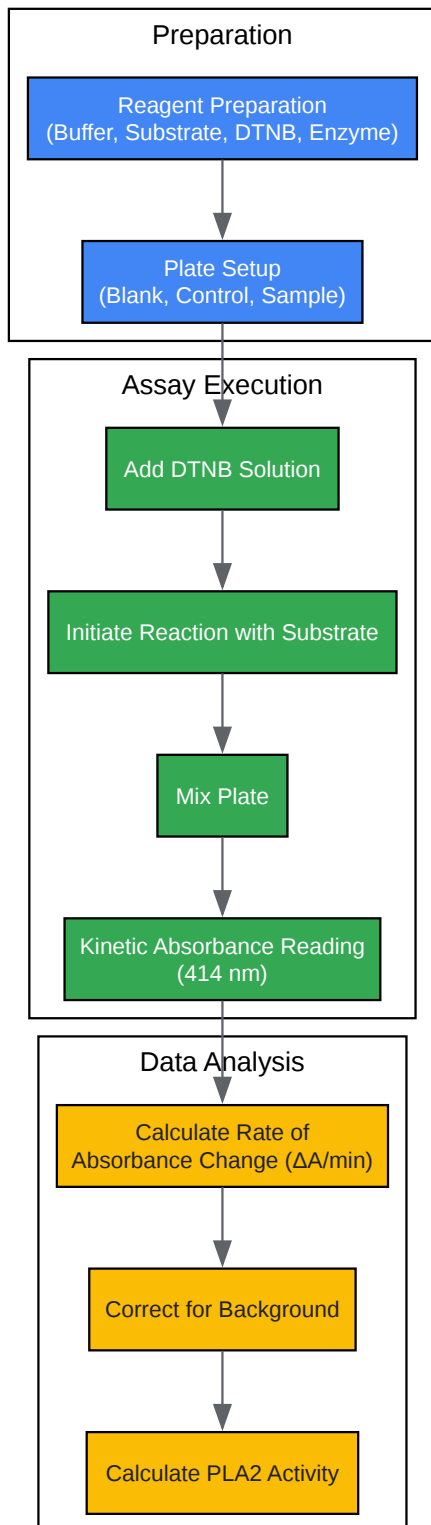 Preparation
Reagent Preparation
(Buffer, Substrate, DTNB, Enzyme)
Plate Setup
(Blank, Control, Sample)
Assay Execution
Add DTNB Solution
Initiate Reaction with Substrate
Mix Plate
Kinetic Absorbance Reading
(414 nm)
Data Analysis
Calculate Rate of
Absorbance Change (ΔA/min)
Correct for Background
Calculate PLA2 Activity